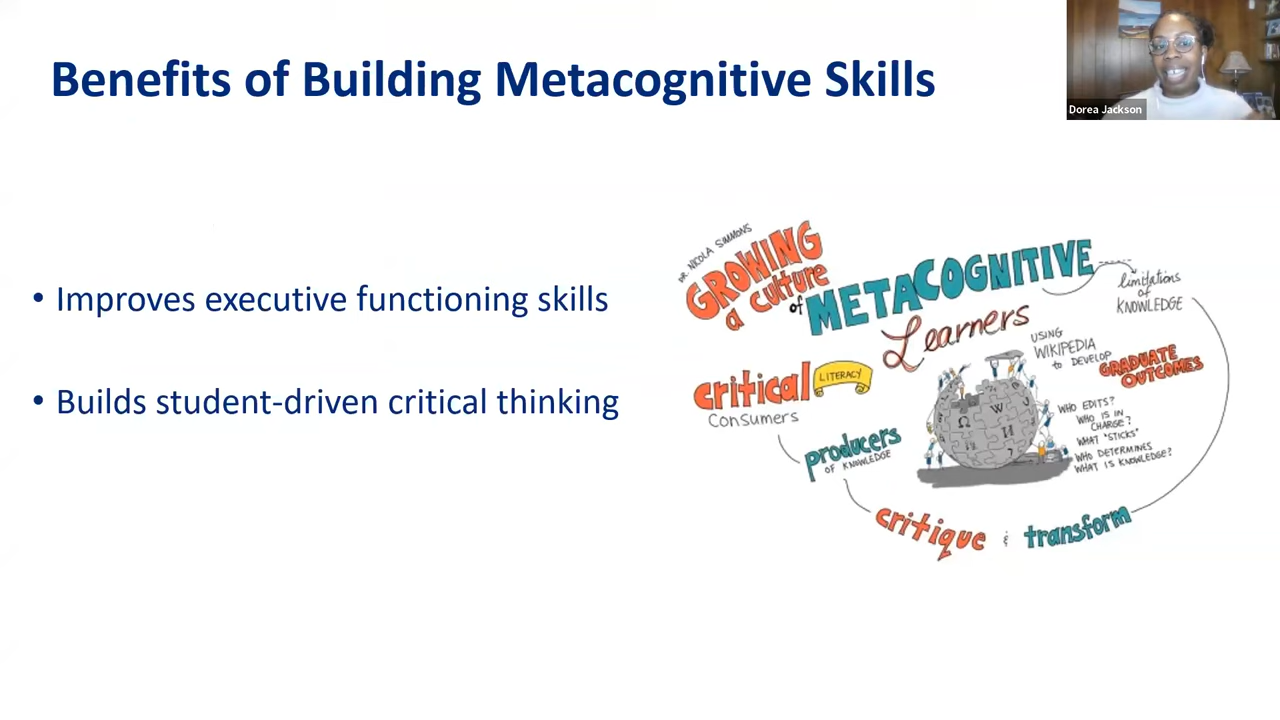 Benefits of Building Metacognitive Skills
Dorea Jackson
• Improves executive functioning skills
• Builds student-driven critical thinking
DR. NICOLA SIMMONS
GROWING
a culture
of METACOGNITIVE
Learners
limitations
of
KNOWLEDGE
USING
WIKIPEDIA
to DEVELOP
GRADUATE
OUTCOMES
critical LITERACY
Consumers
producers
OF KNOWLEDGE
Ω W И
WHO EDITS?
WHO IS IN
CHARGE?
WHAT "STICKS"
WHO DETERMINES
WHAT IS KNOWLEDGE?
critique & transform